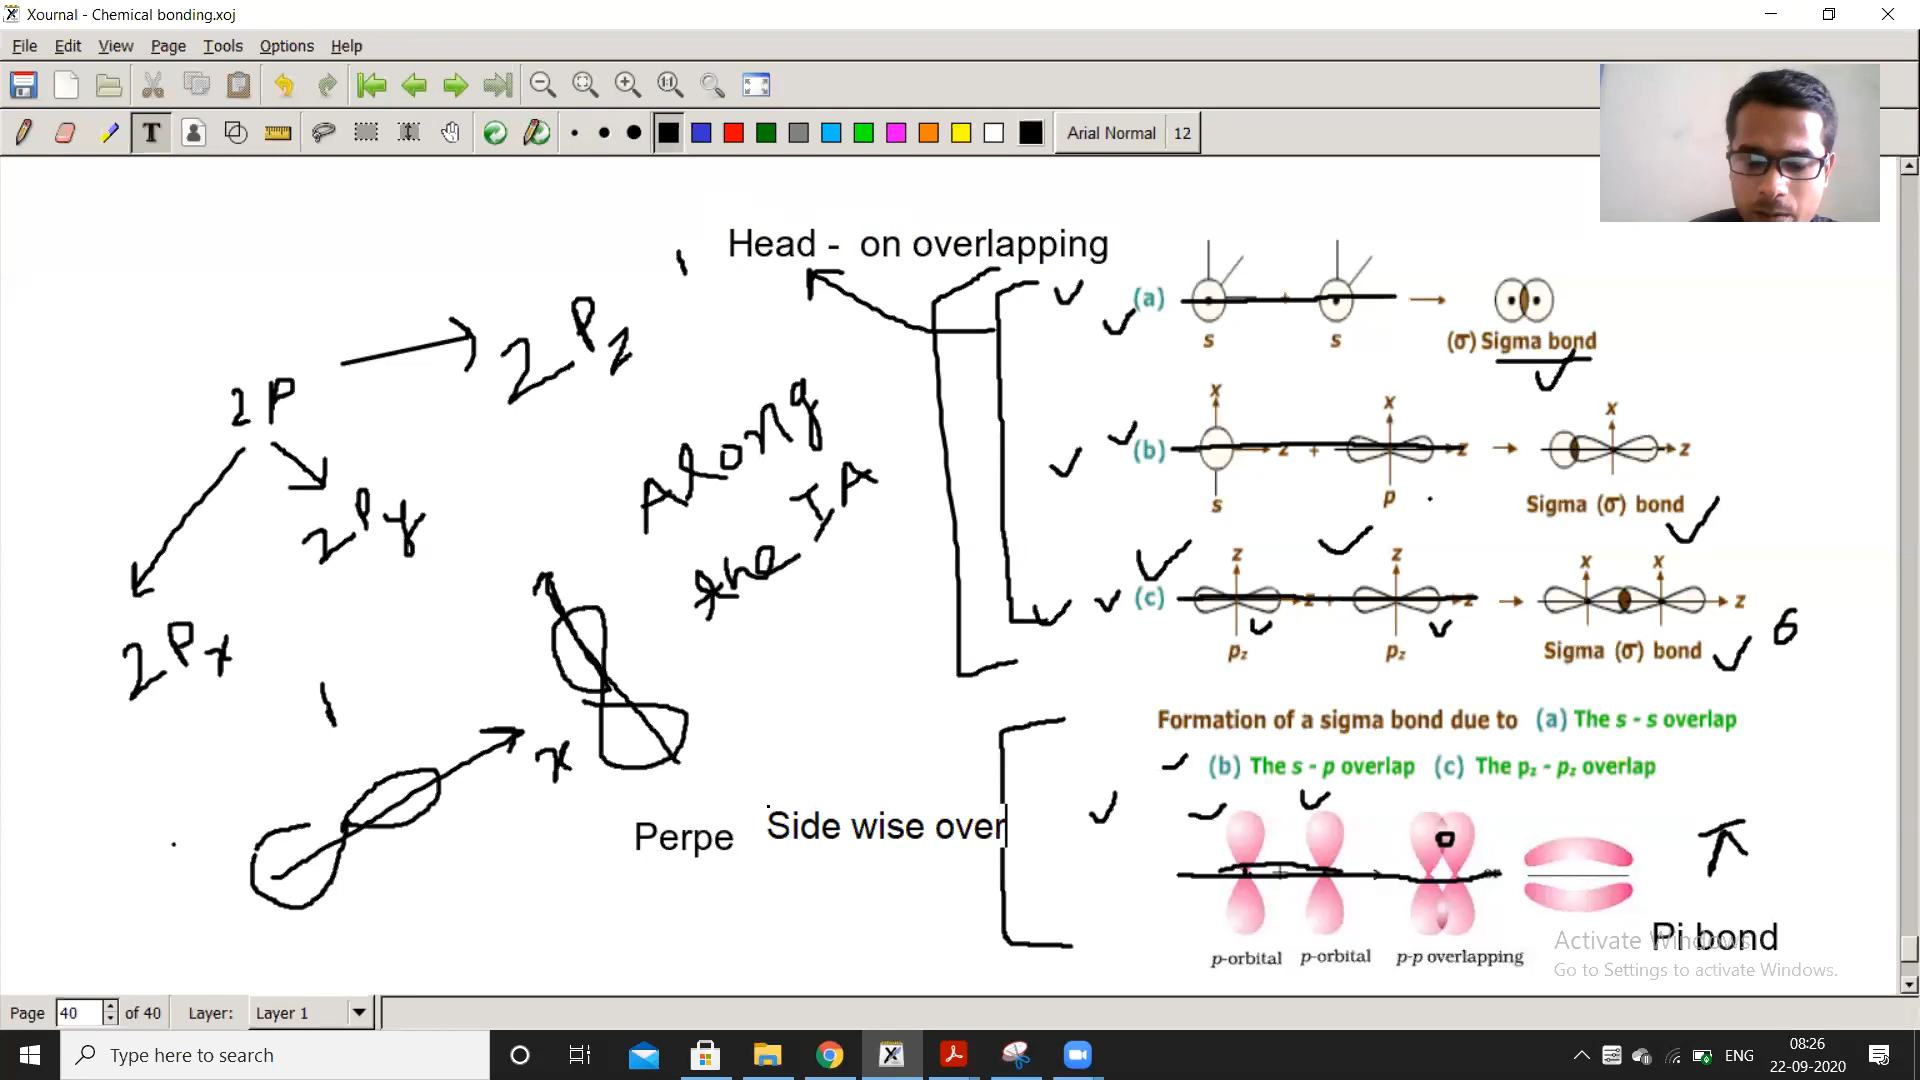 Xournal - Chemical bonding.xoj
File Edit View Page Tools Options Help
T
Arial Normal 12
Head - on overlapping
2Pz
2P
2Py
2Px
x
Along
the IA
(a)
s
s
(σ) Sigma bond
x
x
x
(b)
z
+
z
z
s
p
Sigma (σ) bond
z
z
x
x
(c)
z
+
z
z
pz
pz
Sigma (σ) bond
6
Formation of a sigma bond due to (a) The s - s overlap
(b) The s - p overlap (c) The pz - pz overlap
Perpe
Side wise over
+
or
p-orbital
p-orbital
p-p overlapping
Pi bond
Activate Windows
Go to Settings to activate Windows.
Page 40 of 40 Layer: Layer 1
Type here to search
ENG
08:26
22-09-2020